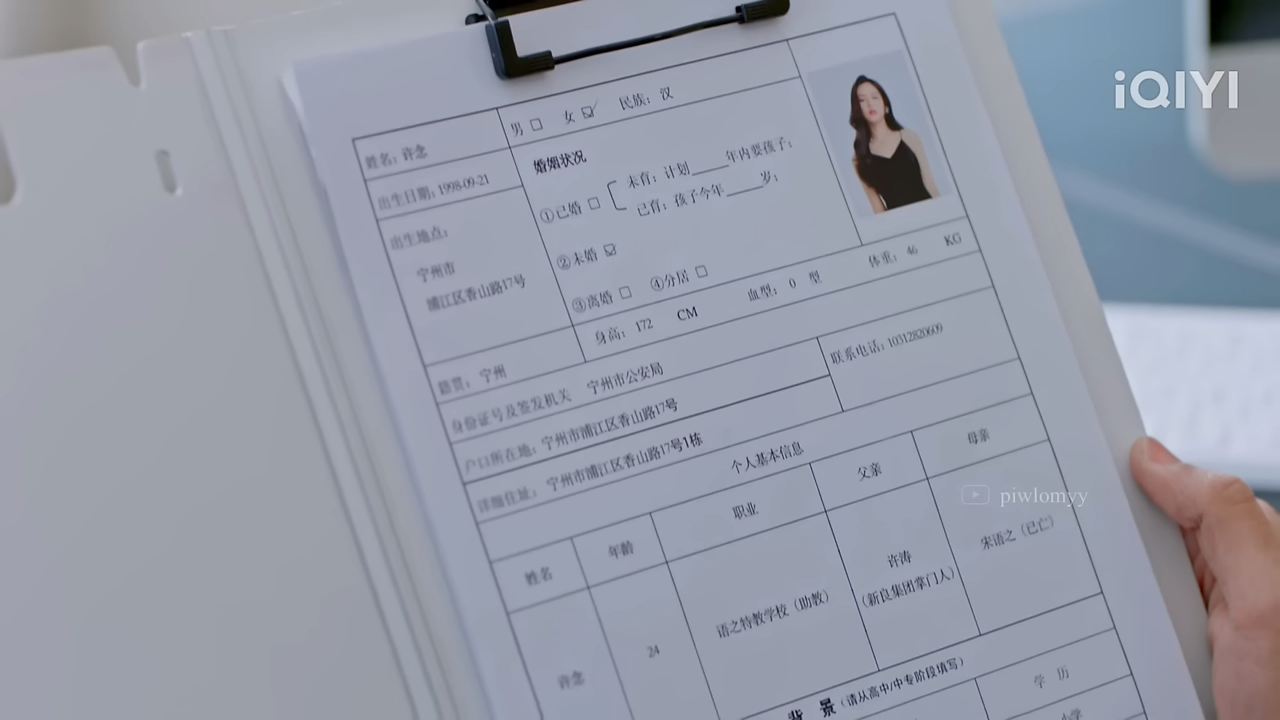 iQIYI
男 □ 女 ☑ 民族：汉
姓名：许念
出生日期：1998-09-21
出生地点：
宁州市
浦江区香山路17号
婚姻状况
①已婚 □
未育：计划____年内要孩子；
已育：孩子今年____岁；
②未婚 ☑
③离婚 □ ④分居 □
身高：172 CM 血型：O 型 体重：46 KG
籍贯：宁州
身份证号及签发机关 宁州市公安局
联系电话：10312820609
户口所在地：宁州市浦江区香山路17号
详细住址：宁州市浦江区香山路17号1栋
个人基本信息
姓名 年龄 职业 父亲 母亲
许念 24 语之特教学校（助教） 许涛 宋语之（已亡）
（新良集团掌门人）
piwlomyy
背 景（请从高中/中专阶段填写）
学 历